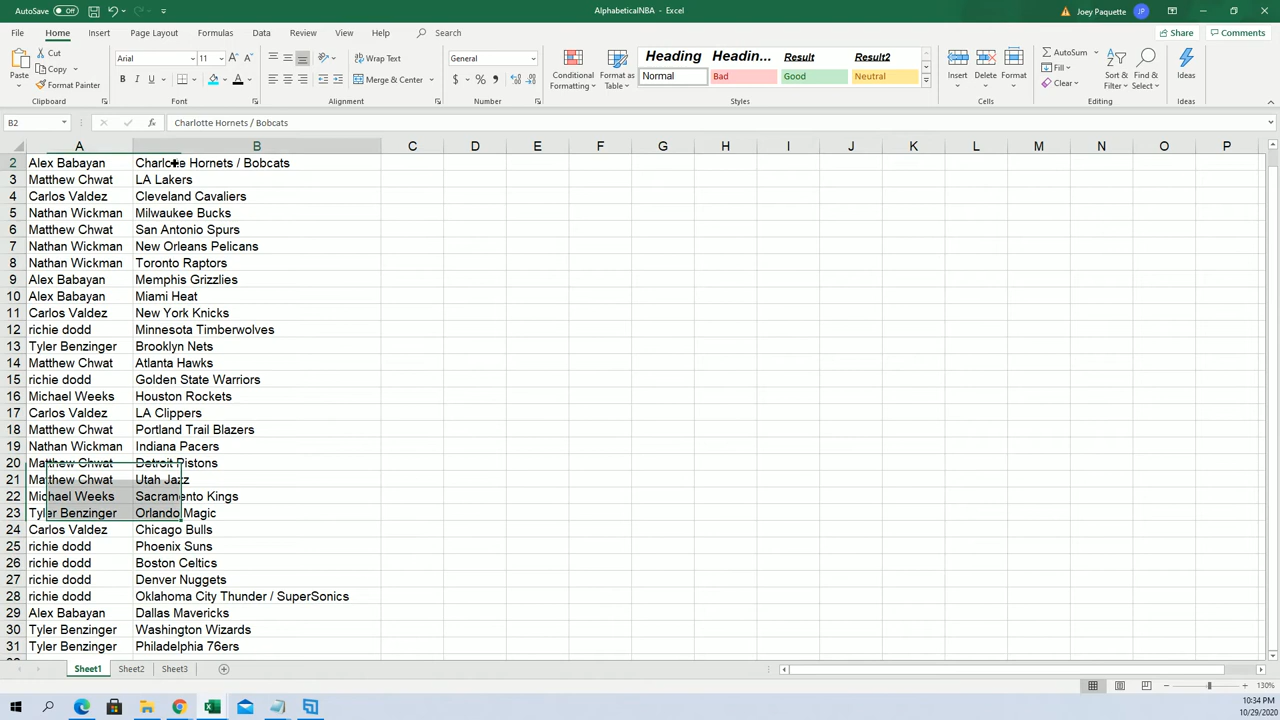 AutoSave Off AlphabeticalNBA - Excel Joey Paquette JP
File Home Insert Page Layout Formulas Data Review View Help Search Share Comments
Paste Cut Copy Format Painter Clipboard
Arial 11 B I U Font
Wrap Text Merge & Center Alignment
General $ % Number
Conditional Formatting Format as Table
Heading Headin... Result Result2
Normal Bad Good Neutral
Styles
Insert Delete Format Cells
AutoSum Fill Clear Sort & Filter Find & Select Editing
Ideas Ideas
B2 fx Charlotte Hornets / Bobcats
A B C D E F G H I J K L M N O P
2 Alex Babayan Charlotte Hornets / Bobcats
3 Matthew Chwat LA Lakers
4 Carlos Valdez Cleveland Cavaliers
5 Nathan Wickman Milwaukee Bucks
6 Matthew Chwat San Antonio Spurs
7 Nathan Wickman New Orleans Pelicans
8 Nathan Wickman Toronto Raptors
9 Alex Babayan Memphis Grizzlies
10 Alex Babayan Miami Heat
11 Carlos Valdez New York Knicks
12 richie dodd Minnesota Timberwolves
13 Tyler Benzinger Brooklyn Nets
14 Matthew Chwat Atlanta Hawks
15 richie dodd Golden State Warriors
16 Michael Weeks Houston Rockets
17 Carlos Valdez LA Clippers
18 Matthew Chwat Portland Trail Blazers
19 Nathan Wickman Indiana Pacers
20 Matthew Chwat Detroit Pistons
21 Matthew Chwat Utah Jazz
22 Michael Weeks Sacramento Kings
23 Tyler Benzinger Orlando Magic
24 Carlos Valdez Chicago Bulls
25 richie dodd Phoenix Suns
26 richie dodd Boston Celtics
27 richie dodd Denver Nuggets
28 richie dodd Oklahoma City Thunder / SuperSonics
29 Alex Babayan Dallas Mavericks
30 Tyler Benzinger Washington Wizards
31 Tyler Benzinger Philadelphia 76ers
Sheet1 Sheet2 Sheet3
130%
10:34 PM
10/29/2020